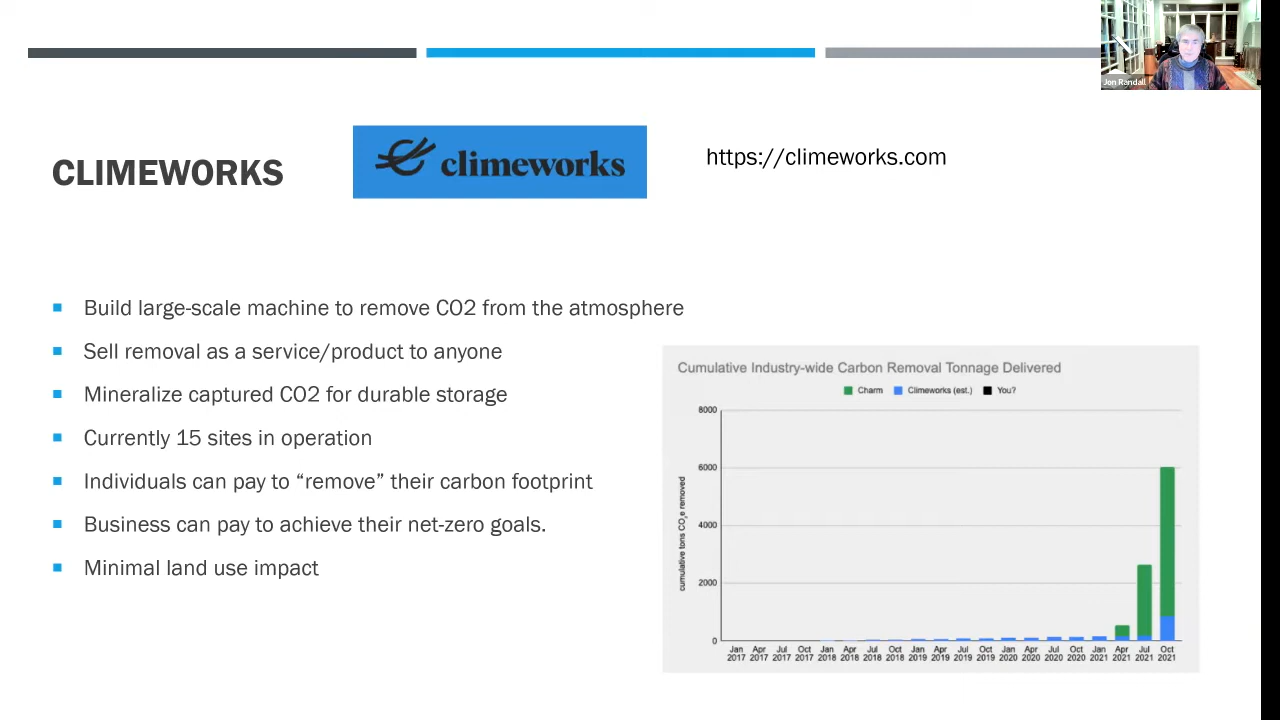 Jon Randall
CLIMEWORKS
climeworks
https://climeworks.com
Build large-scale machine to remove CO2 from the atmosphere
Sell removal as a service/product to anyone
Mineralize captured CO2 for durable storage
Currently 15 sites in operation
Individuals can pay to “remove” their carbon footprint
Business can pay to achieve their net-zero goals.
Minimal land use impact
Cumulative Industry-wide Carbon Removal Tonnage Delivered
Charm Climeworks (est.) You?
cumulative tons CO₂e removed
8000
6000
4000
2000
0
Jan Apr Jul Oct Jan Apr Jul Oct Jan Apr Jul Oct Jan Apr Jul Oct Jan Apr Jul Oct
2017 2017 2017 2017 2018 2018 2018 2018 2019 2019 2019 2019 2020 2020 2020 2020 2021 2021 2021 2021